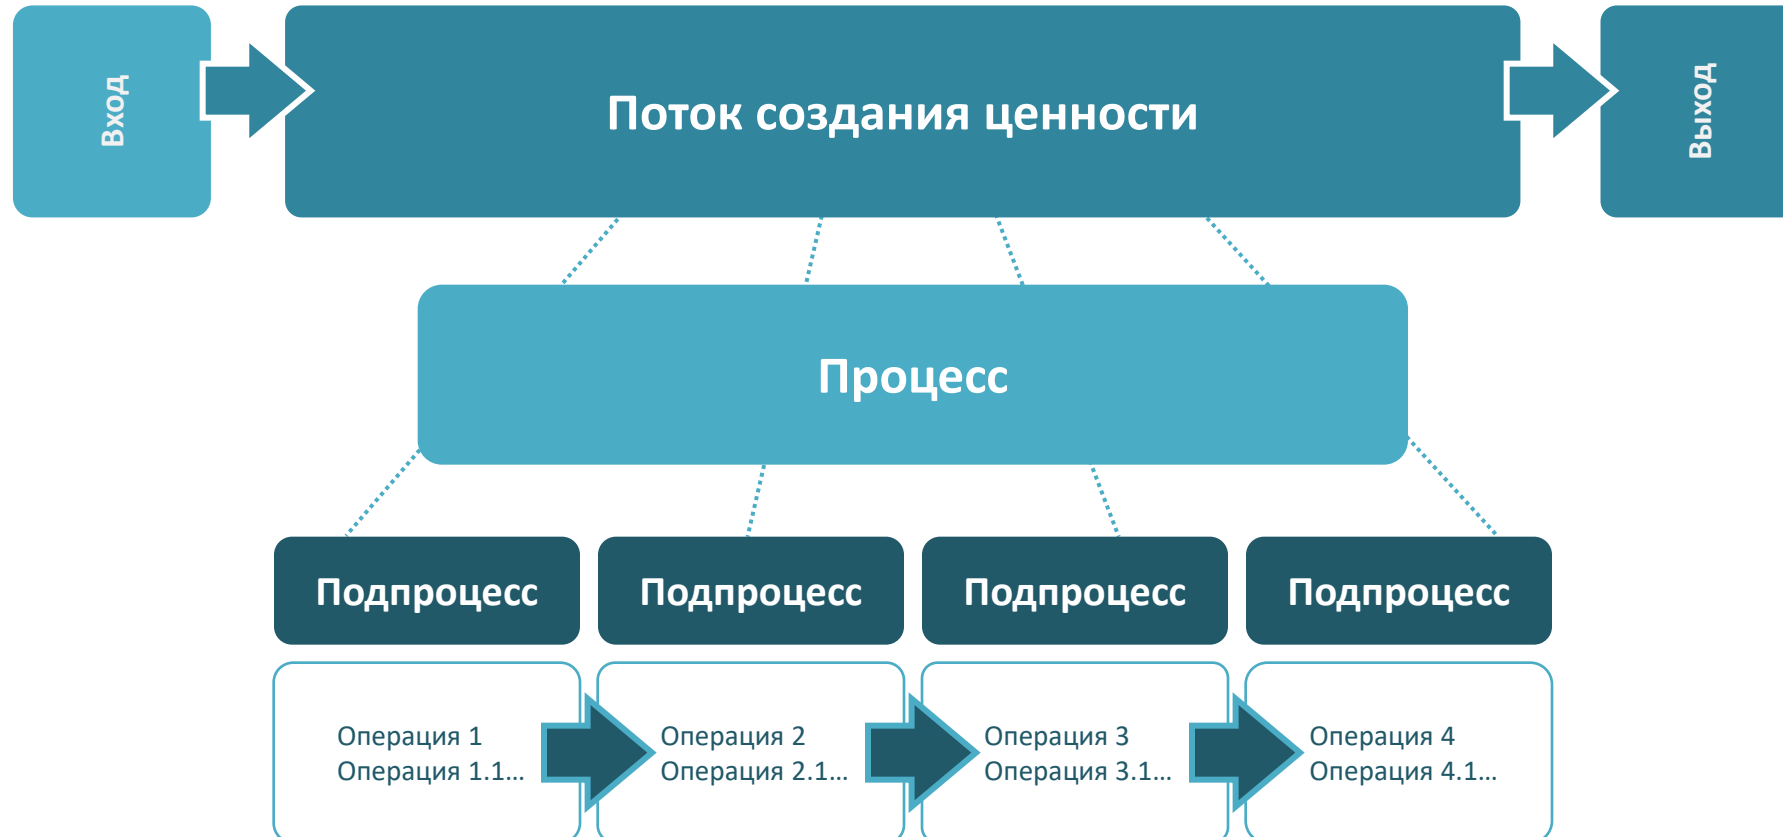 Вход
Поток создания ценности
Выход
Процесс
Подпроцесс
Подпроцесс
Подпроцесс
Подпроцесс
Операция 1
Операция 1.1...
Операция 2
Операция 2.1...
Операция 3
Операция 3.1...
Операция 4
Операция 4.1...